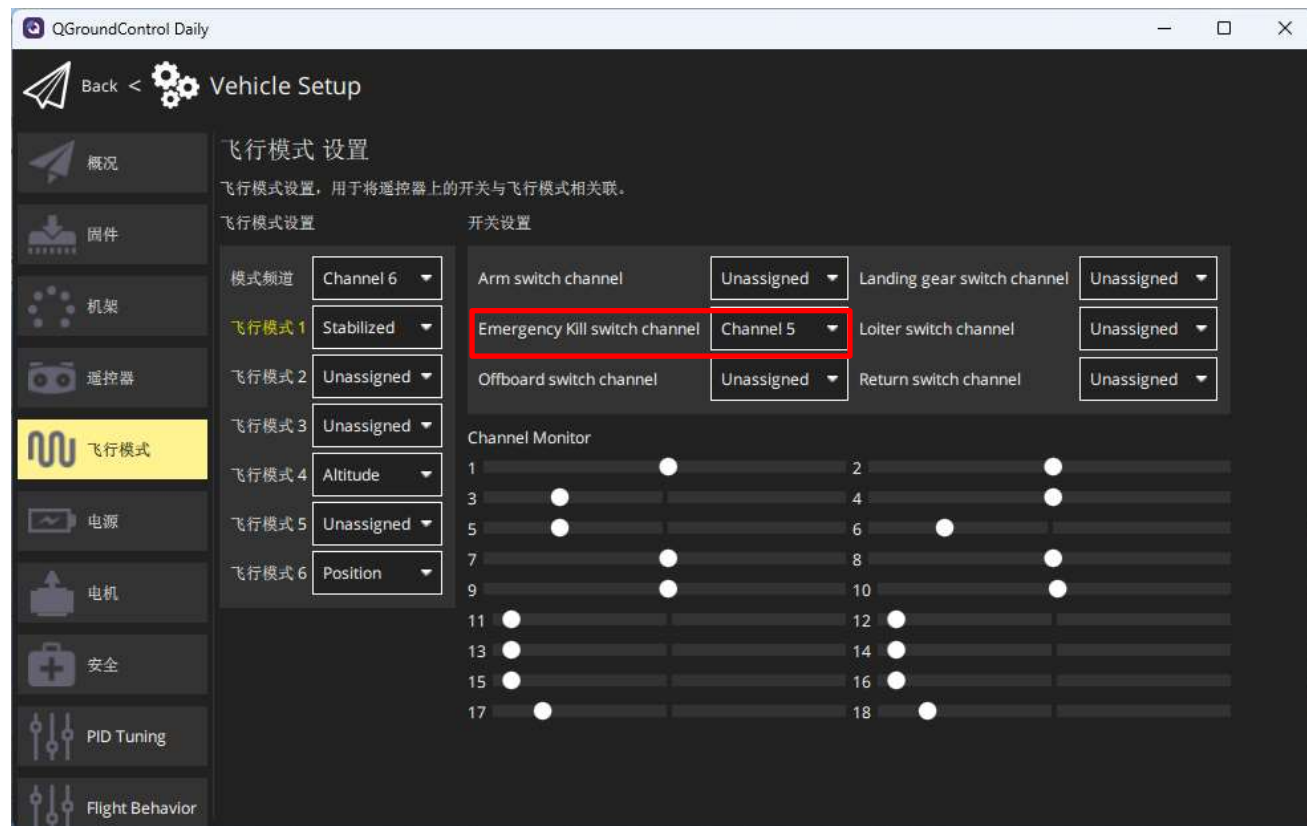 QGroundControl Daily
Back < Vehicle Setup
概况
固件
机架
遥控器
飞行模式
电源
电机
安全
PID Tuning
Flight Behavior
飞行模式 设置
飞行模式设置，用于将遥控器上的开关与飞行模式相关联。
飞行模式设置
模式频道 Channel 6
飞行模式 1 Stabilized
飞行模式 2 Unassigned
飞行模式 3 Unassigned
飞行模式 4 Altitude
飞行模式 5 Unassigned
飞行模式 6 Position
开关设置
Arm switch channel Unassigned Landing gear switch channel Unassigned
Emergency Kill switch channel Channel 5 Loiter switch channel Unassigned
Offboard switch channel Unassigned Return switch channel Unassigned
Channel Monitor
1 2
3 4
5 6
7 8
9 10
11 12
13 14
15 16
17 18